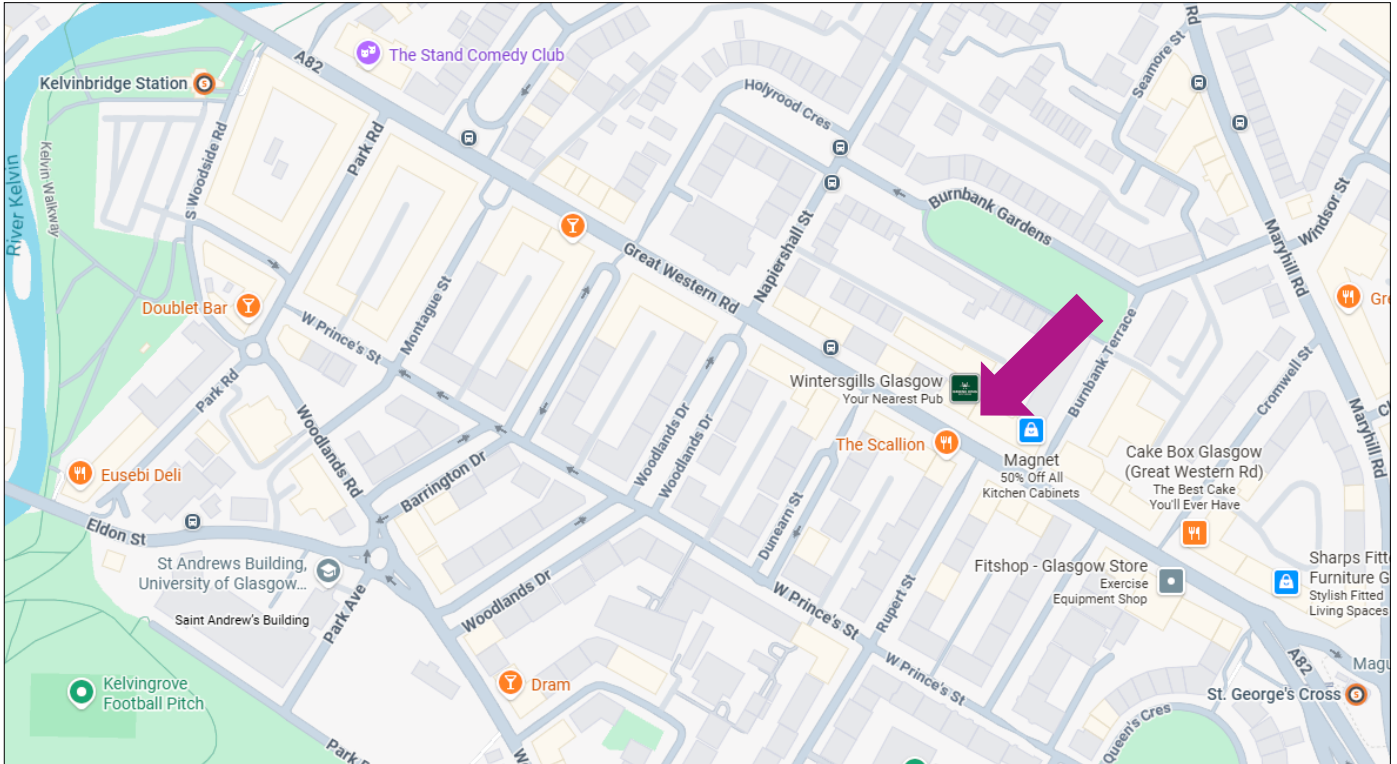 A82
The Stand Comedy Club
Kelvinbridge Station
Rd
Seamore St
Holyrood Cres
Park Rd
S Woodside Rd
Kelvin Walkway
River Kelvin
Burnbank Gardens
Windsor St
Maryhill Rd
Napiershall St
Great Western Rd
Doublet Bar
W Prince's St
Montague St
Gr
Burnbank Terrace
Cromwell St
Wintersgills Glasgow
Your Nearest Pub
The Scallion
Magnet
50% Off All
Kitchen Cabinets
Cake Box Glasgow
(Great Western Rd)
The Best Cake
You'll Ever Have
Maryhill Rd
Park Rd
Woodlands Rd
Woodlands Dr
Woodlands Dr
Eusebi Deli
Barrington Dr
Eldon St
Dunearn St
St Andrews Building,
University of Glasgow...
Saint Andrew's Building
Park Ave
Woodlands Dr
W Prince's St
Rupert St
Fitshop - Glasgow Store
Exercise
Equipment Shop
Sharps Fitt
Furniture G
Stylish Fitted
Living Spaces
W Prince's St
A82
Magu
St. George's Cross
Kelvingrove
Football Pitch
Dram
Queen's Cres
Park